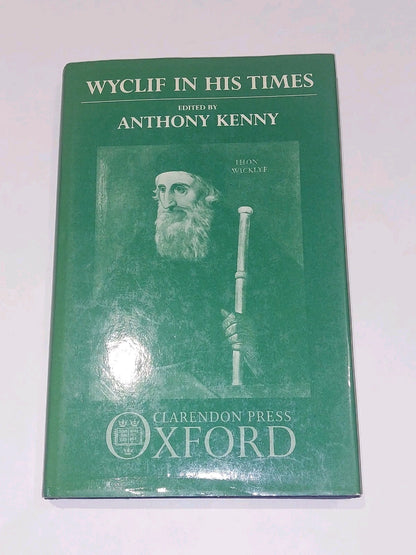 WYCLIF IN HIS TIMES
EDITED BY
ANTHONY KENNY
IHON
WICKLYF
CLARENDON PRESS
OXFORD